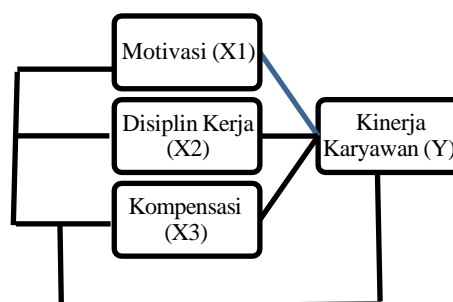 Motivasi (X1)
Disiplin Kerja
(X2)
Kinerja
Karyawan (Y)
Kompensasi
(X3)